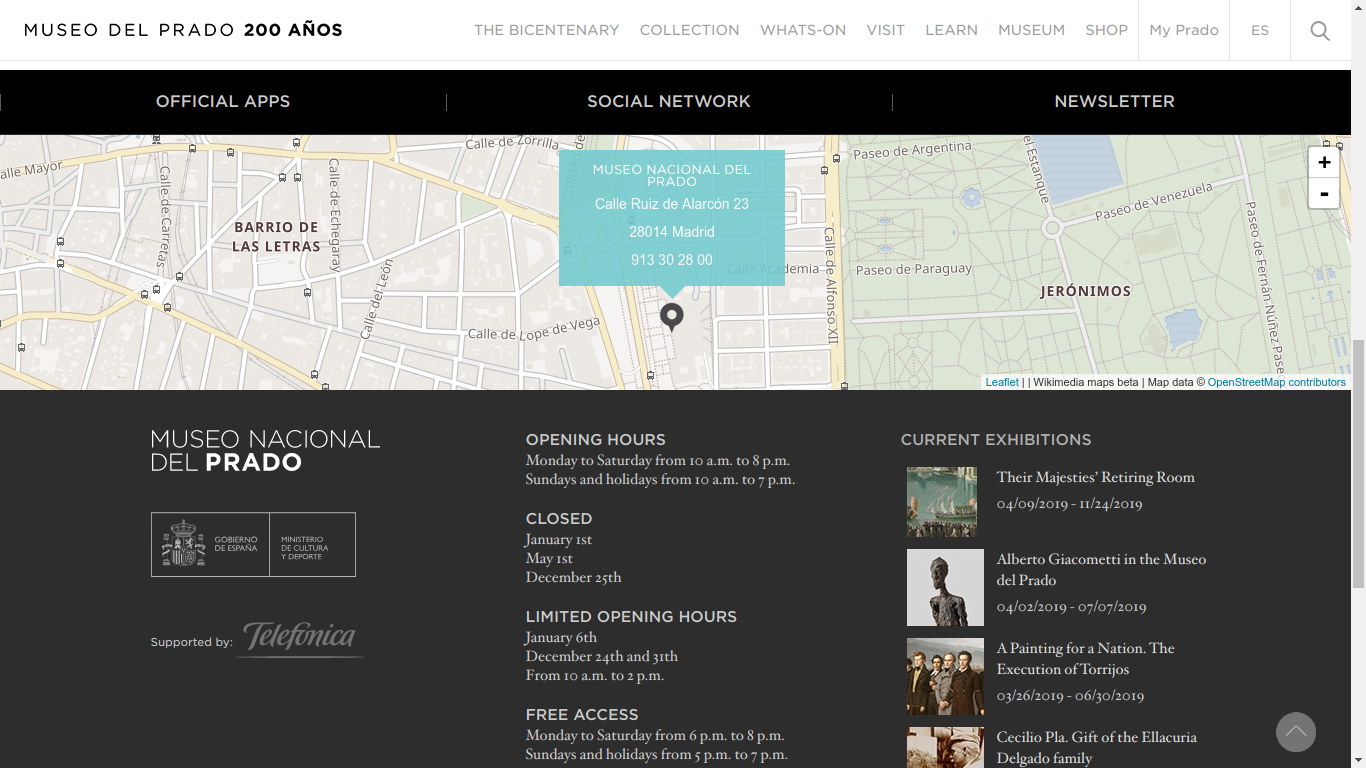 MUSEO DEL PRADO 200 AÑOS
THE BICENTENARY
COLLECTION
WHATS-ON
VISIT
LEARN
MUSEUM
SHOP
My Prado
ES
OFFICIAL APPS
SOCIAL NETWORK
NEWSLETTER
alle Mayor
Calle de Carretas
BARRIO DE
LAS LETRAS
Calle de Echegaray
Calle del León
Calle de Zorrilla
Calle de Lope de Vega
MUSEO NACIONAL DEL
PRADO
Calle Ruiz de Alarcón 23
28014 Madrid
913 30 28 00
Calle Academia
Calle de Alfonso XII
Paseo de Argentina
el Estanque
Paseo de Venezuela
Paseo de Paraguay
JERÓNIMOS
Paseo de Fernán Núñez
Pase
+
-
Leaflet | | Wikimedia maps beta | Map data © OpenStreetMap contributors
MUSEO NACIONAL
DEL PRADO
GOBIERNO
DE ESPAÑA
MINISTERIO
DE CULTURA
Y DEPORTE
Supported by: Telefónica
OPENING HOURS
Monday to Saturday from 10 a.m. to 8 p.m.
Sundays and holidays from 10 a.m. to 7 p.m.
CLOSED
January 1st
May 1st
December 25th
LIMITED OPENING HOURS
January 6th
December 24th and 31th
From 10 a.m. to 2 p.m.
FREE ACCESS
Monday to Saturday from 6 p.m. to 8 p.m.
Sundays and holidays from 5 p.m. to 7 p.m.
CURRENT EXHIBITIONS
Their Majesties’ Retiring Room
04/09/2019 - 11/24/2019
Alberto Giacometti in the Museo
del Prado
04/02/2019 - 07/07/2019
A Painting for a Nation. The
Execution of Torrijos
03/26/2019 - 06/30/2019
Cecilio Pla. Gift of the Ellacuria
Delgado family